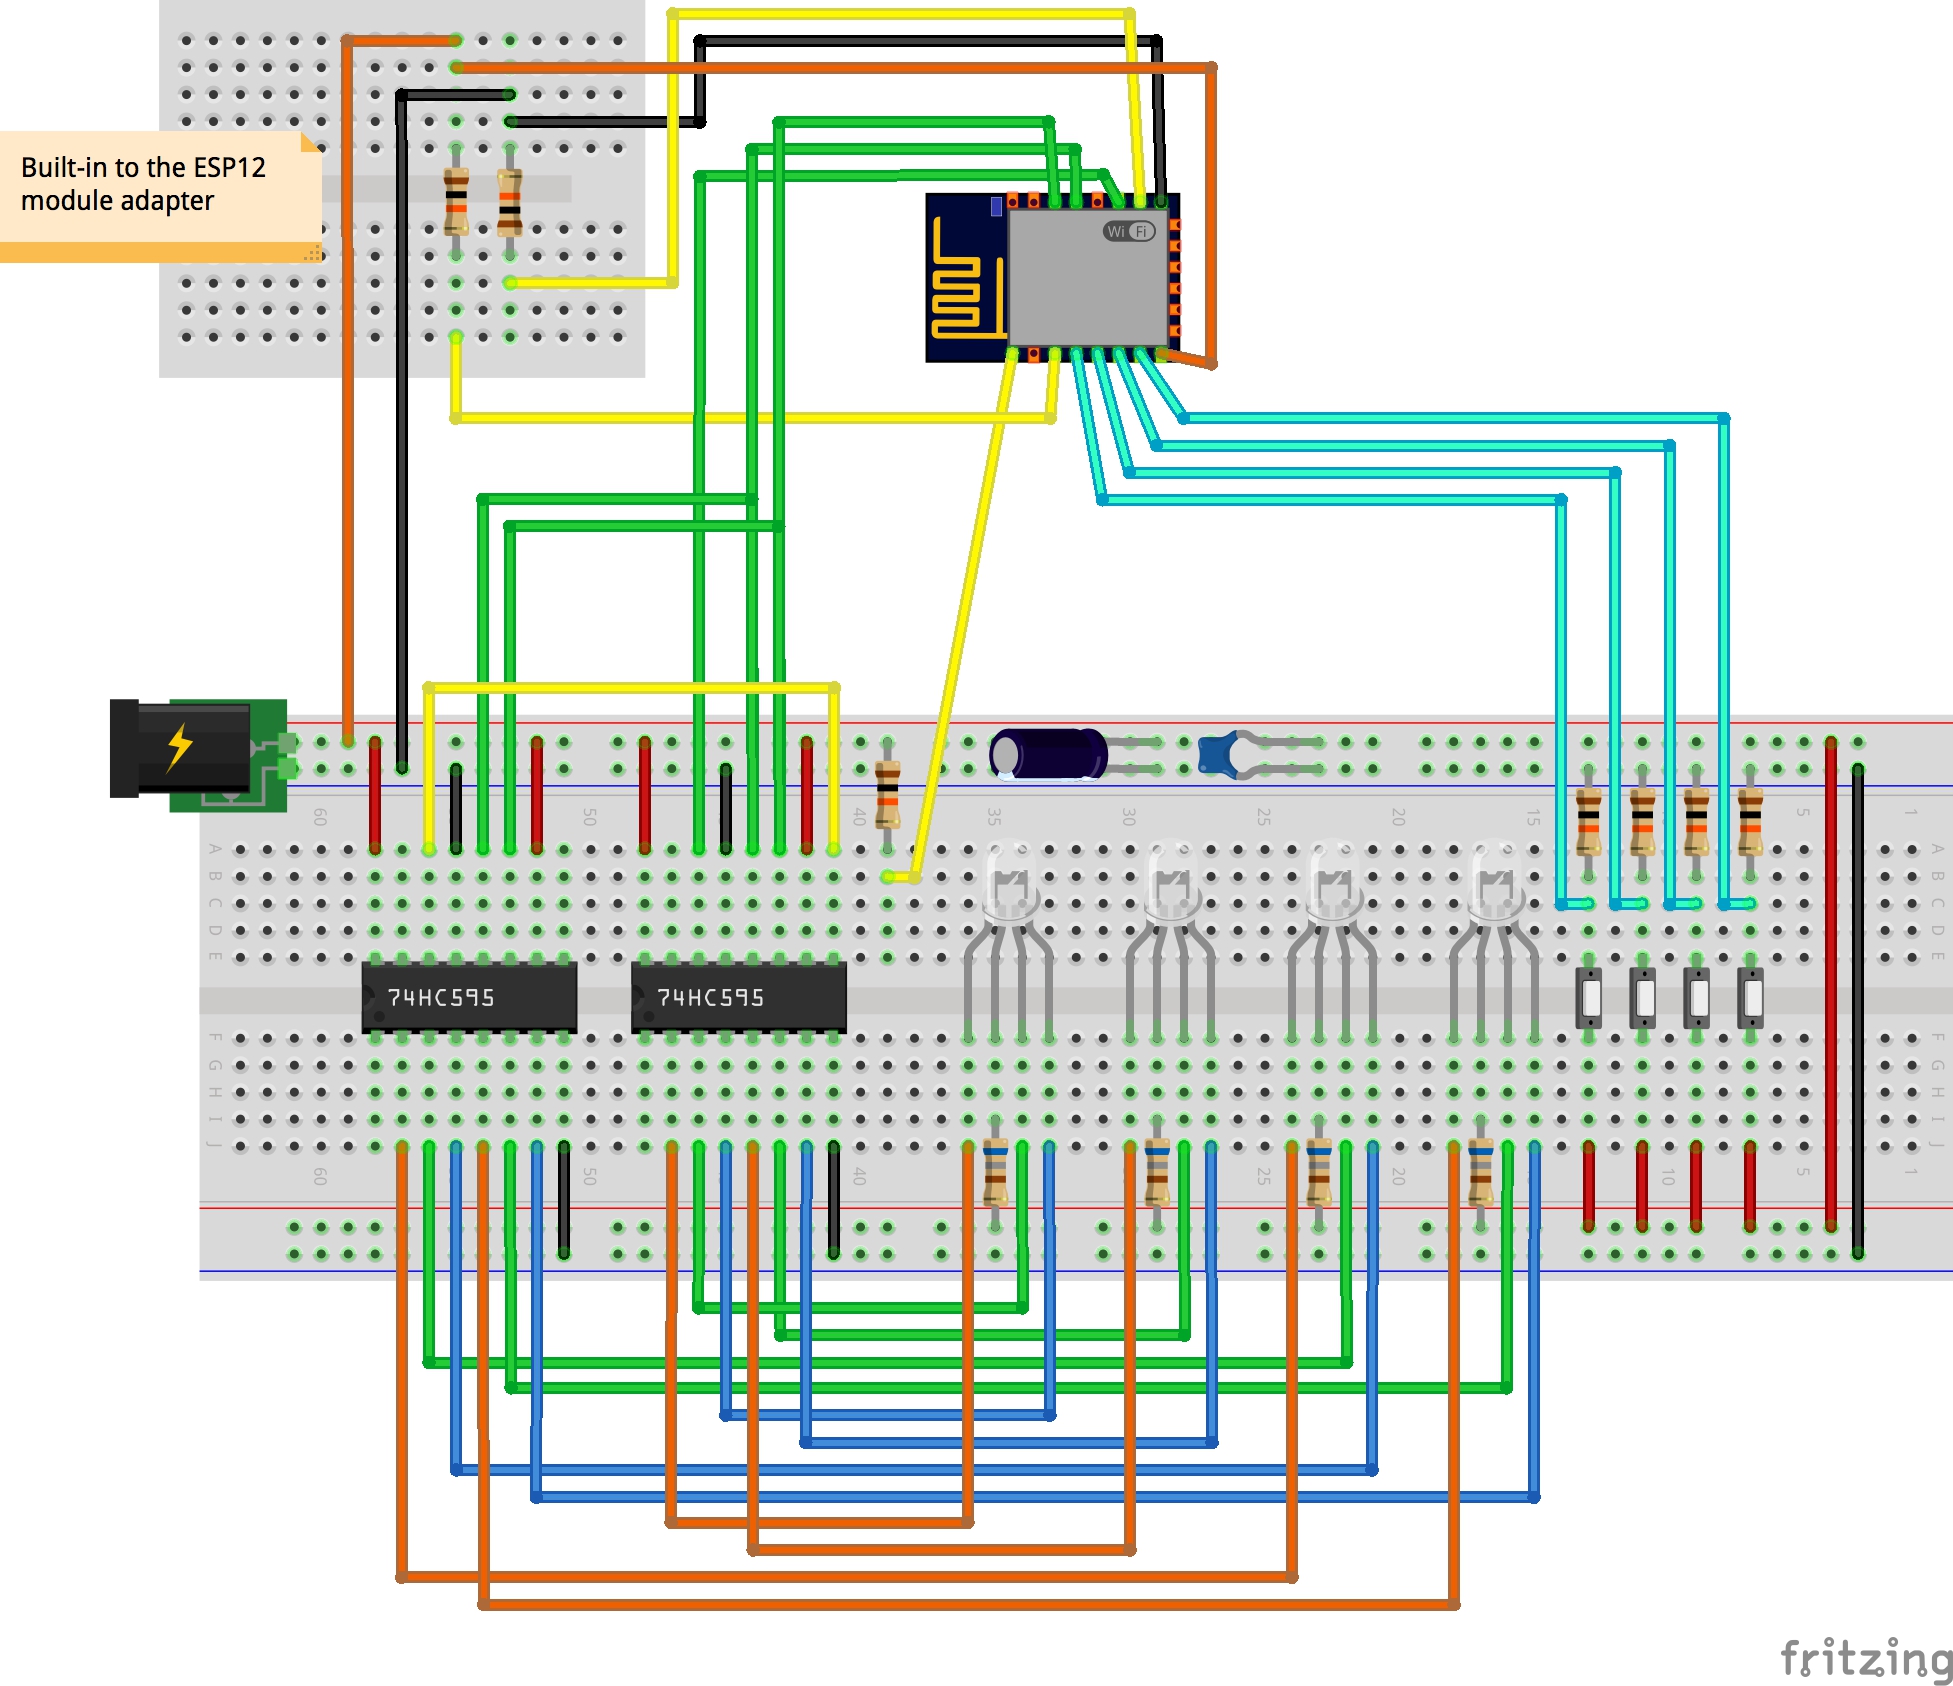 Built-in to the ESP12
module adapter
Wi Fi
60 50 40 35 30 25 20 15 5 1
A A
B B
C C
D D
E E
74HC595 74HC595
F F
G G
H H
I I
J J
60 50 40 25 20 10 5 1
fritzing